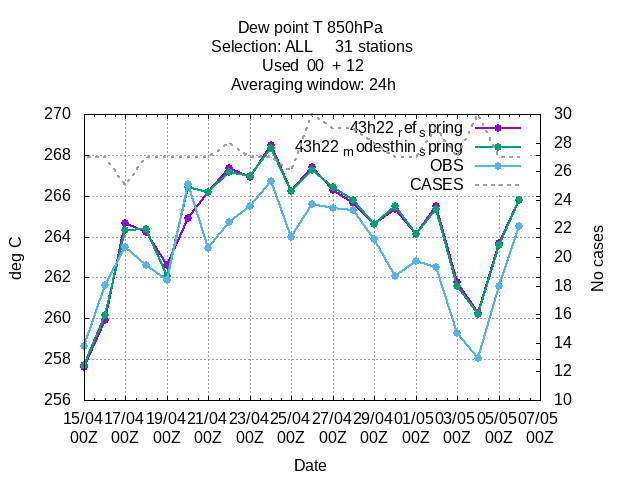 Dew point T 850hPa
Selection: ALL     31 stations
Used  00  + 12
Averaging window: 24h
270 30
43h22_ref_spring
28
43h22_modesthin_spring
268
OBS
26
CASES
266 24
264 22
20
262 18
260 16
14
258 12
256 10
deg C
No cases
15/04 17/04 19/04 21/04 23/04 25/04 27/04 29/04 01/05 03/05 05/05 07/05
00Z 00Z 00Z 00Z 00Z 00Z 00Z 00Z 00Z 00Z 00Z 00Z
Date